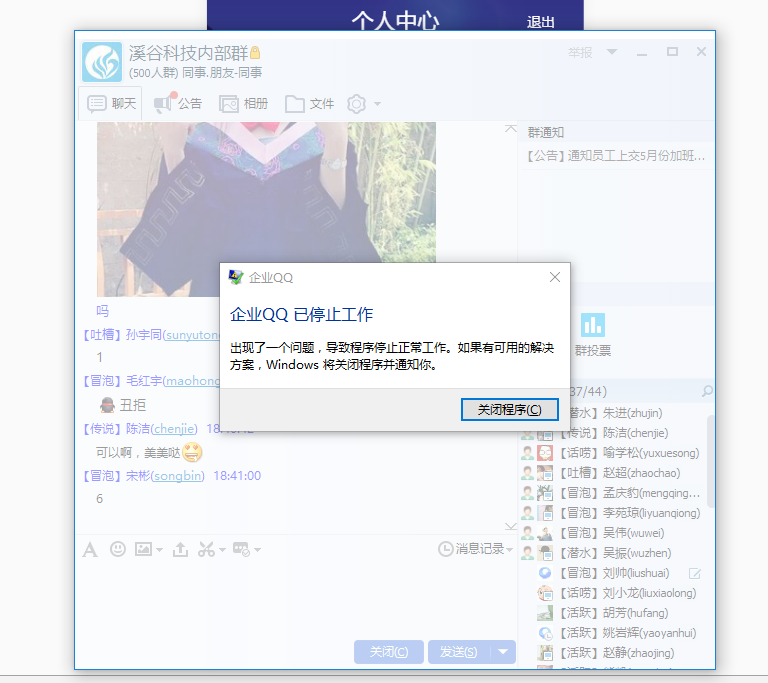 个人中心
退出
溪谷科技内部群
(500人群) 同事.朋友-同事
举报
聊天
公告
相册
文件
群通知
【公告】通知员工上交5月份加班...
吗
【吐槽】孙宇同(sunyutong
1
【冒泡】毛红宇(maohong
丑拒
【传说】陈洁(chenjie)
可以啊，美美哒
【冒泡】宋彬(songbin) 18:41:00
6
消息记录
关闭(C)
发送(S)
企业QQ
企业QQ 已停止工作
出现了一个问题，导致程序停止正常工作。如果有可用的解决
方案，Windows 将关闭程序并通知你。
关闭程序(C)
群投票
37/44)
潜水】朱进(zhujin)
【传说】陈洁(chenjie)
【话唠】喻学松(yuxuesong)
【吐槽】赵超(zhaochao)
【冒泡】孟庆豹(mengqing...
【冒泡】李苑琼(liyuanqiong)
【冒泡】吴伟(wuwei)
【潜水】吴振(wuzhen)
【冒泡】刘帅(liushuai)
【话唠】刘小龙(liuxiaolong)
【活跃】胡芳(hufang)
【活跃】姚岩辉(yaoyanhui)
【活跃】赵静(zhaojing)